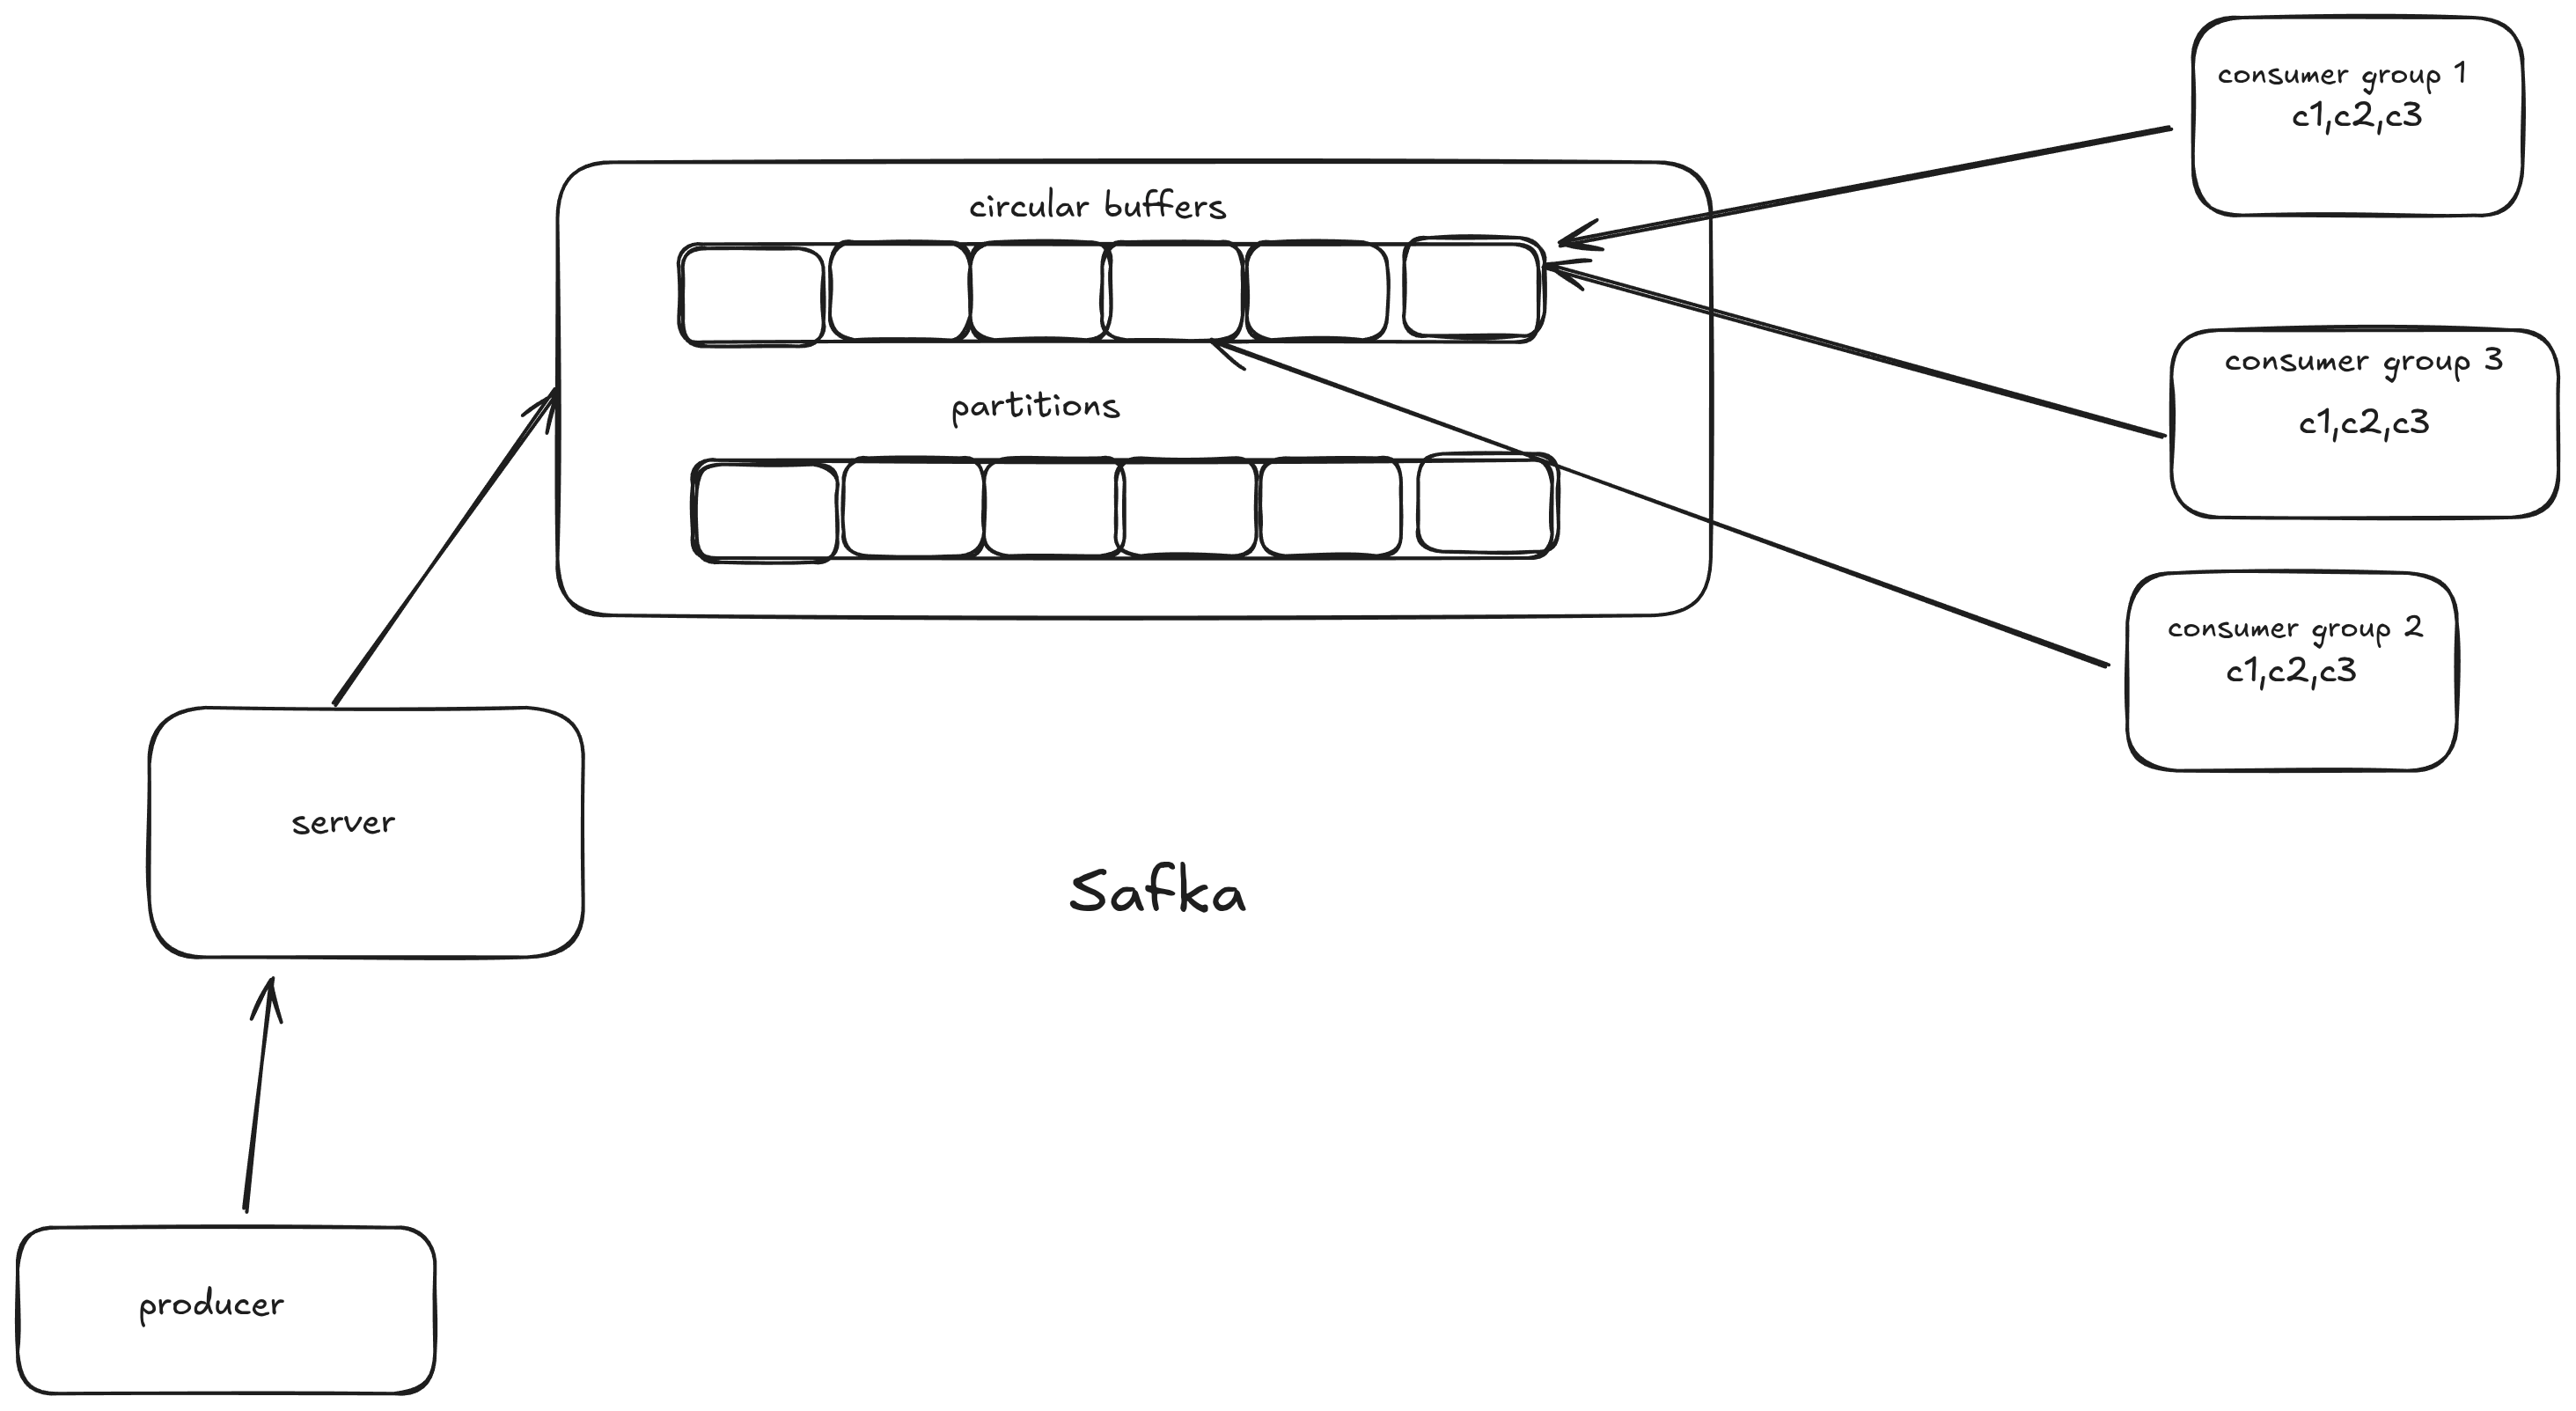 consumer group 1
c1,c2,c3
circular buffers
consumer group 3
c1,c2,c3
partitions
consumer group 2
c1,c2,c3
server
Safka
producer